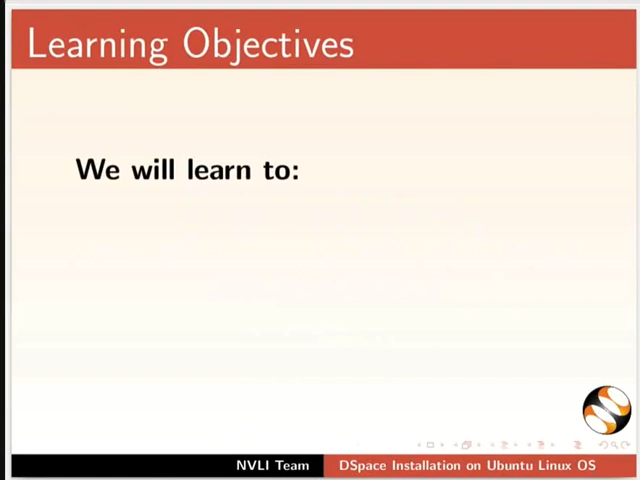 Learning Objectives
We will learn to:
NVLI Team
DSpace Installation on Ubuntu Linux OS